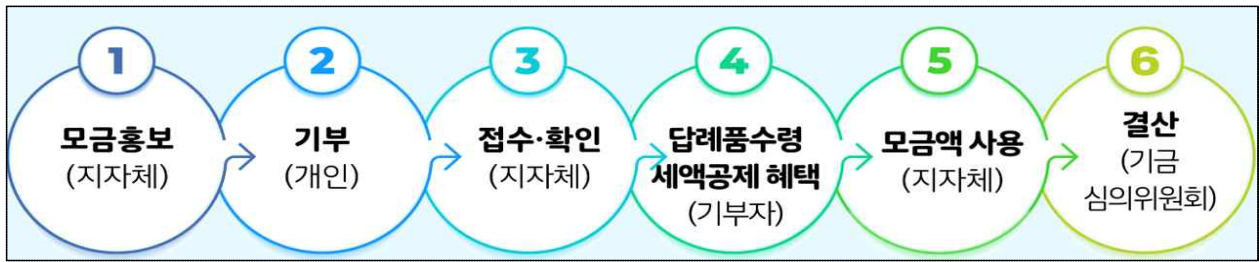 1
모금홍보
(지자체)
2
기부
(개인)
3
접수·확인
(지자체)
4
답례품수령
세액공제 혜택
(기부자)
5
모금액 사용
(지자체)
6
결산
(기금
심의위원회)